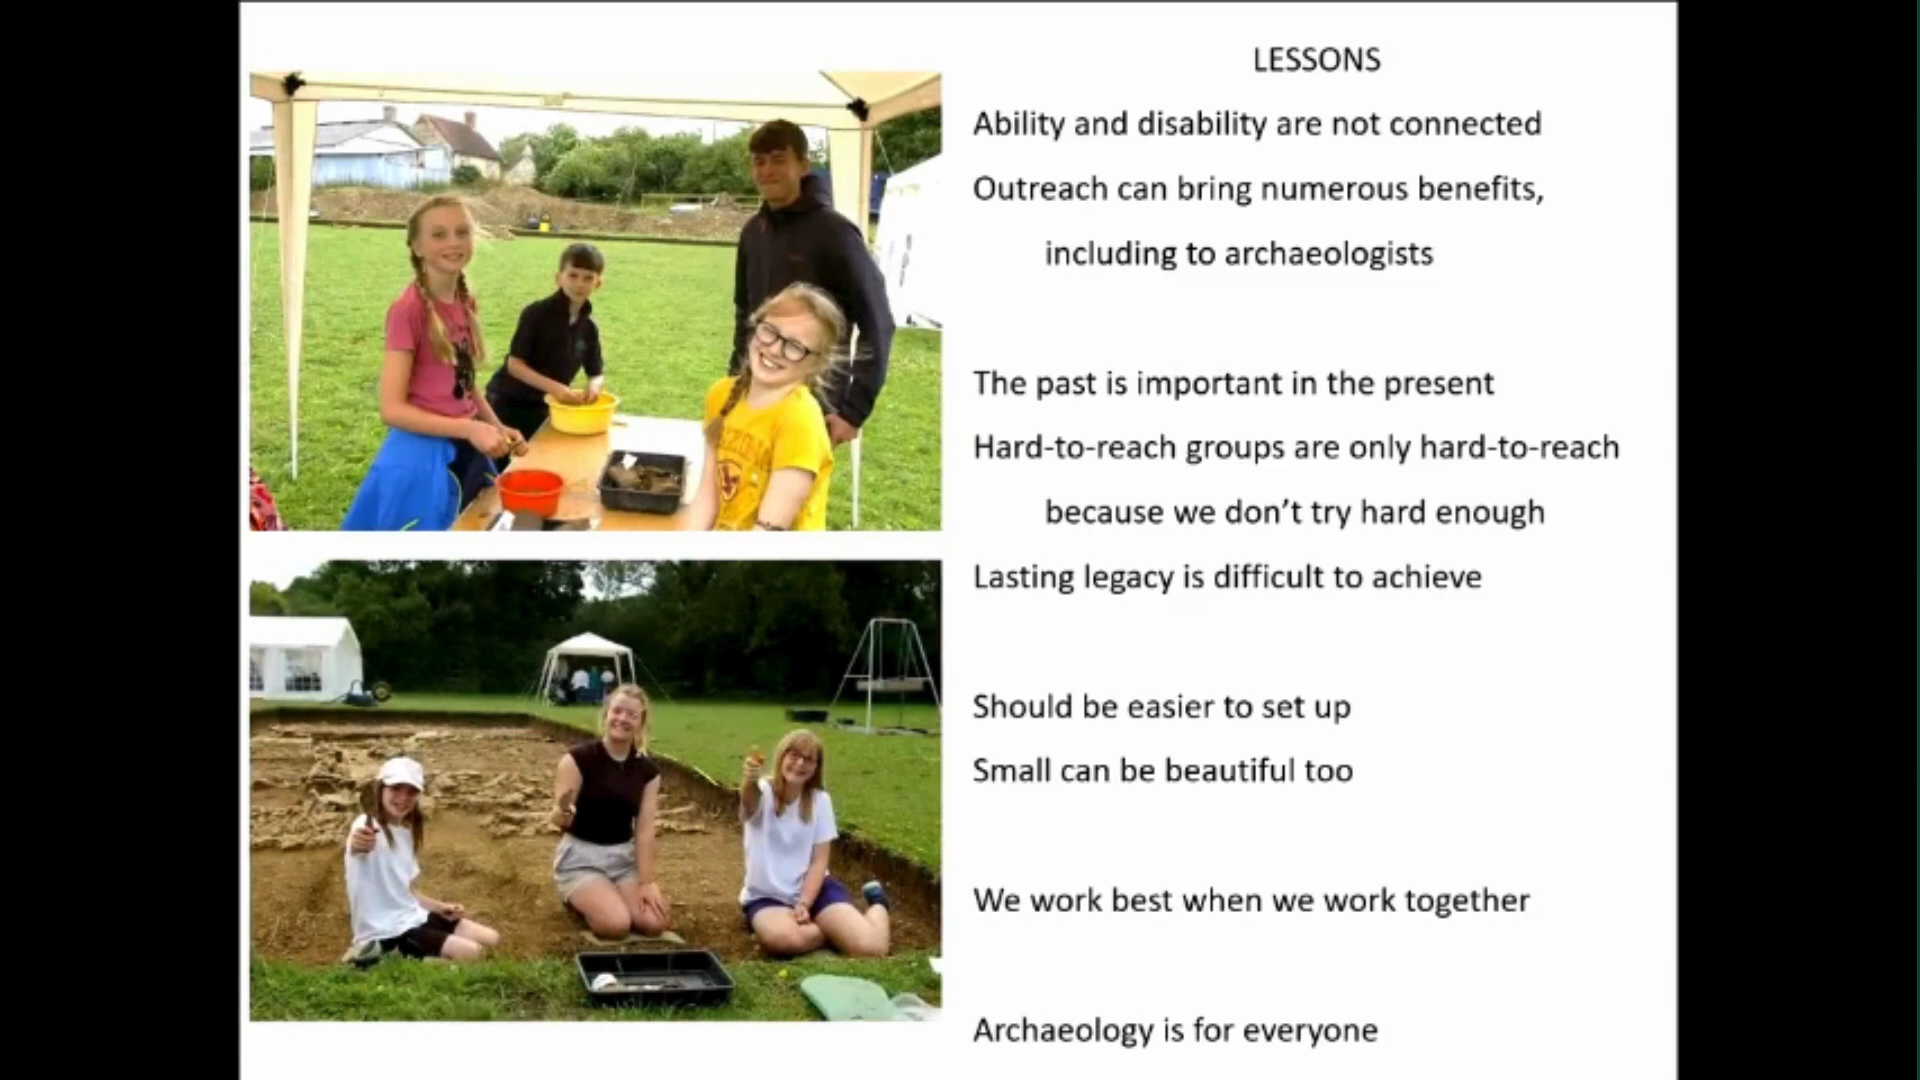 LESSONS
Ability and disability are not connected
Outreach can bring numerous benefits,
including to archaeologists
The past is important in the present
Hard-to-reach groups are only hard-to-reach
because we don't try hard enough
Lasting legacy is difficult to achieve
Should be easier to set up
Small can be beautiful too
We work best when we work together
Archaeology is for everyone